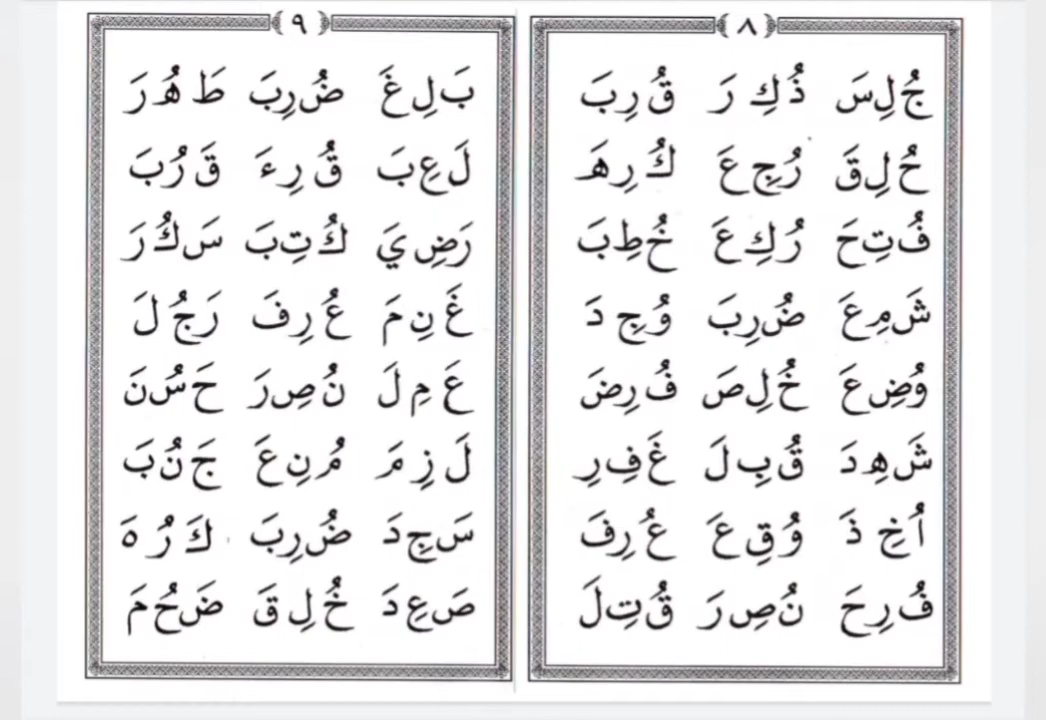 ٨
جُلِسَ ذُكِرَ قُرِبَ
خُلِقَ رُجِعَ كُرِهَ
فُتِحَ رُكِعَ خُطِبَ
شَمِعَ ضُرِبَ وُجِدَ
وُضِعَ خُلِصَ فُرِضَ
شَهِدَ قُبِلَ غَفِرِ
اُخِذَ وُقِعَ عُرِفَ
فُرِحَ نُصِرَ قُتِلَ
٩
بَلِغَ ضُرِبَ طَهُرَ
لَعِبَ قُرِءَ قَرُبَ
رَضِيَ كُتِبَ سَكُرَ
غَنِمَ عُرِفَ رَجُلَ
عَمِلَ نُصِرَ حَسُنَ
لَزِمَ مُنِعَ جَنُبَ
سَجِدَ ضُرِبَ كَرُهَ
صَعِدَ خُلِقَ ضَحُمَ